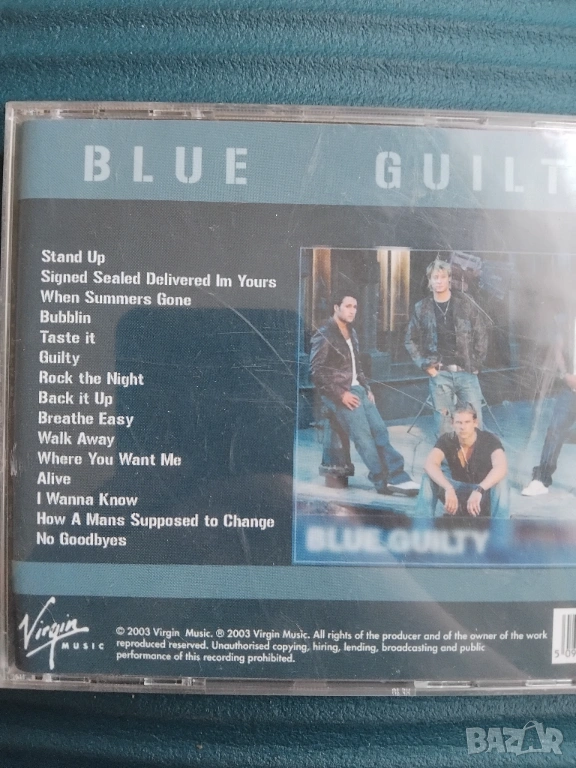 BLUE GUILT
Stand Up
Signed Sealed Delivered Im Yours
When Summers Gone
Bubblin
Taste it
Guilty
Rock the Night
Back it Up
Breathe Easy
Walk Away
Where You Want Me
Alive
I Wanna Know
How A Mans Supposed to Change
No Goodbyes
BLUE GUILTY
Virgin
MUSIC
© 2003 Virgin Music. ® 2003 Virgin Music. All rights of the producer and of the owner of the work
reproduced reserved. Unauthorised copying, hiring, lending, broadcasting and public
performance of this recording prohibited.
5 09
BAZAR